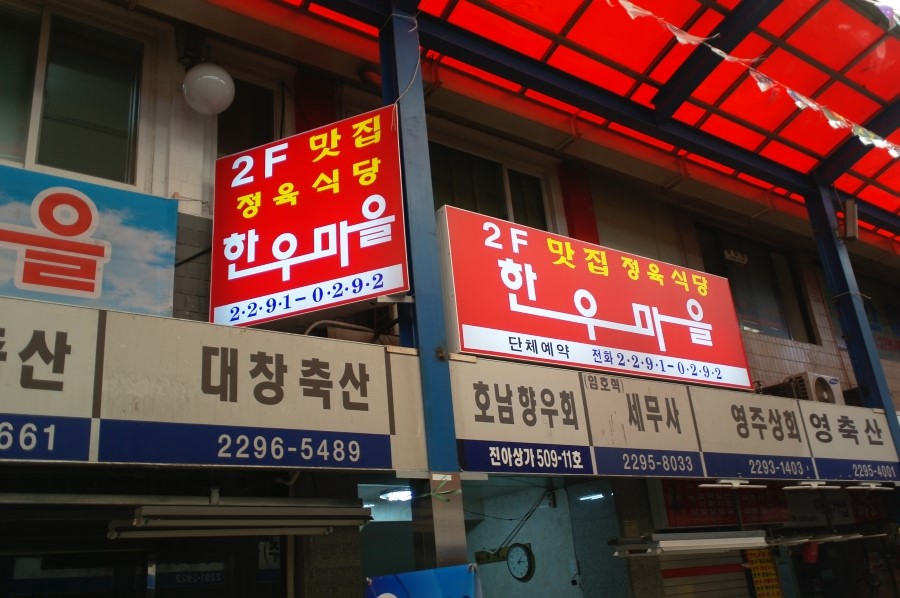 2F 맛집
정육식당
한우마을
2·2·9·1-0·2·9·2
2F 맛집 정육식당
한우마을
단체예약 전화 2·2·9·1-0·2·9·2
을
축산
661
대창축산
2296-5489
호남향우회
진아상가 509-11호
(임호혁)
세무사
2295-8033
영주상회
2293-1403
영축산
2295-4001